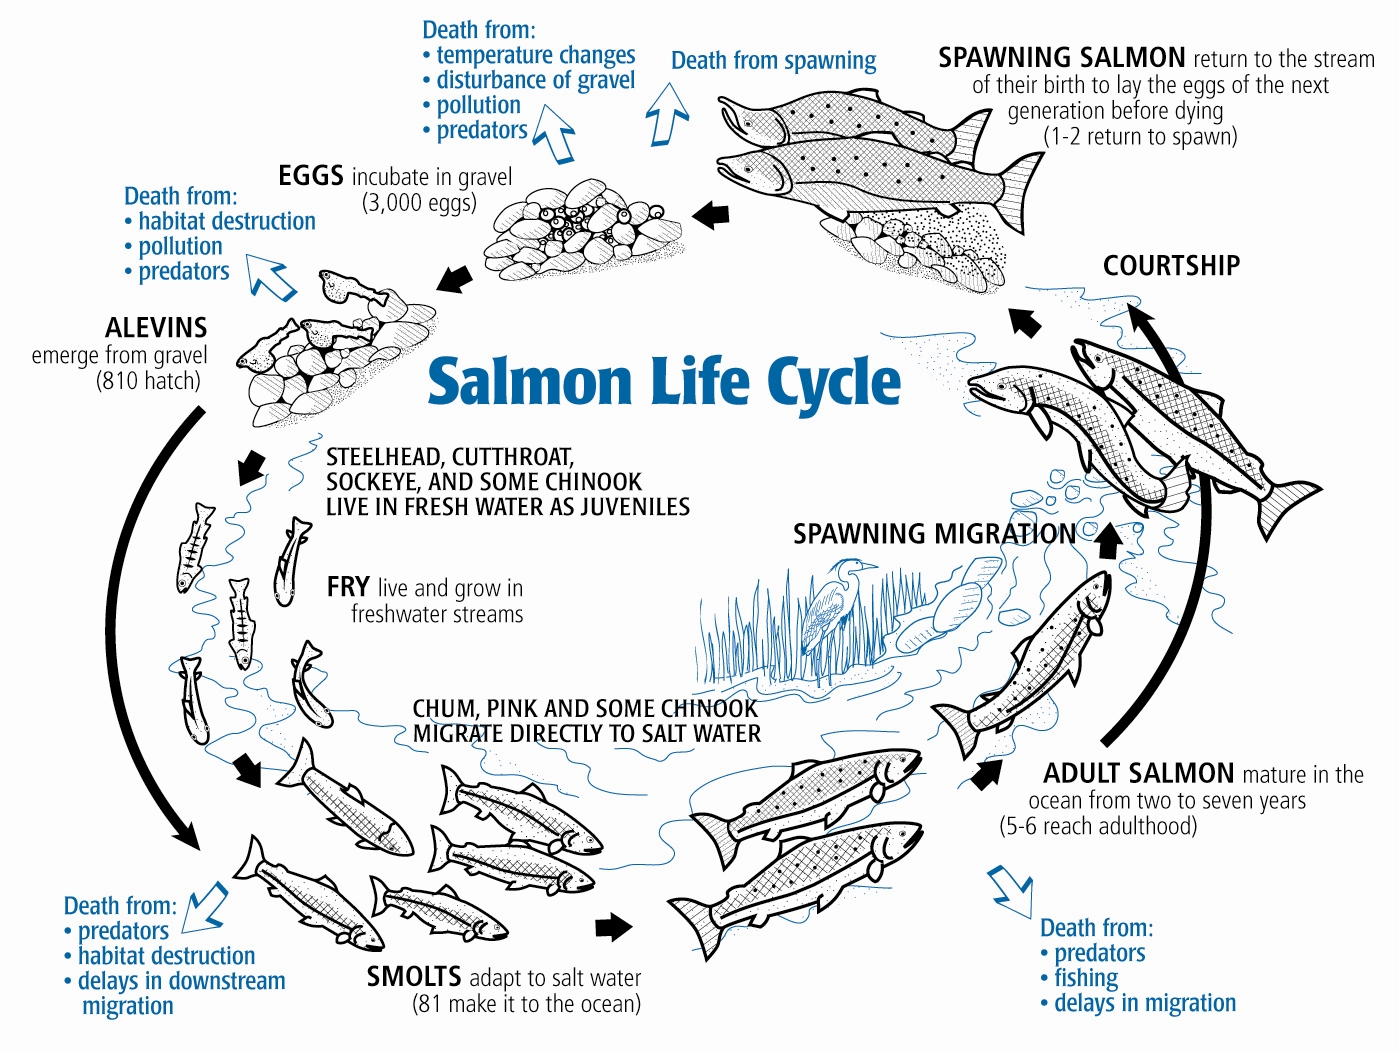 Death from:
• temperature changes
• disturbance of gravel
• pollution
• predators
Death from spawning
SPAWNING SALMON return to the stream
of their birth to lay the eggs of the next
generation before dying
(1-2 return to spawn)
EGGS incubate in gravel
(3,000 eggs)
Death from:
• habitat destruction
• pollution
• predators
COURTSHIP
ALEVINS
emerge from gravel
(810 hatch)
Salmon Life Cycle
STEELHEAD, CUTTHROAT,
SOCKEYE, AND SOME CHINOOK
LIVE IN FRESH WATER AS JUVENILES
SPAWNING MIGRATION
FRY live and grow in
freshwater streams
CHUM, PINK AND SOME CHINOOK
MIGRATE DIRECTLY TO SALT WATER
ADULT SALMON mature in the
ocean from two to seven years
(5-6 reach adulthood)
Death from:
• predators
• habitat destruction
• delays in downstream
migration
SMOLTS adapt to salt water
(81 make it to the ocean)
Death from:
• predators
• fishing
• delays in migration